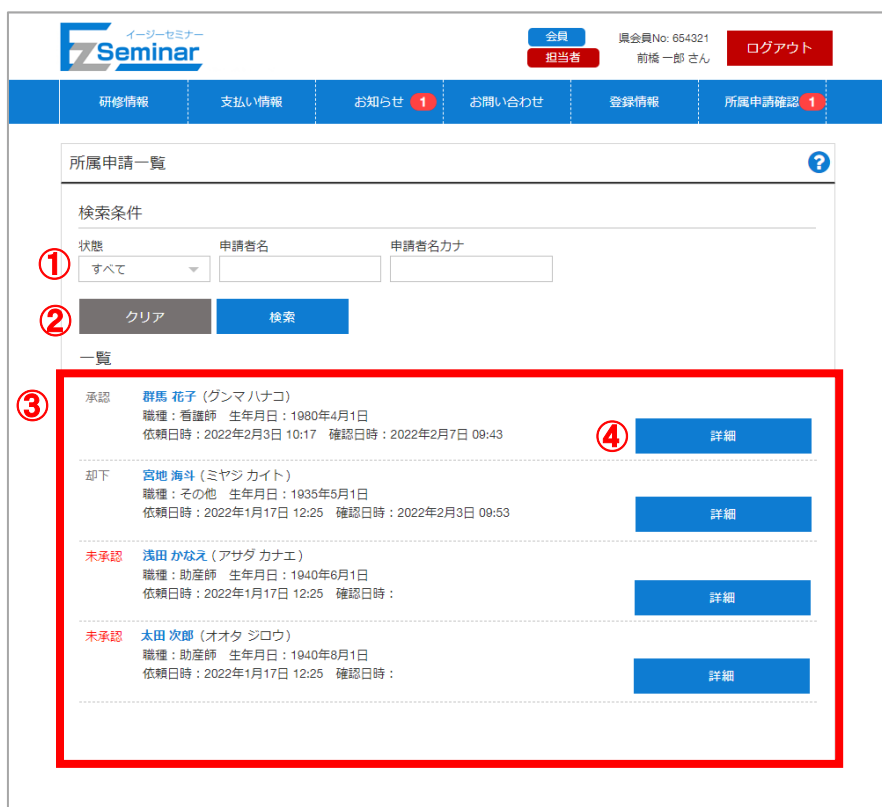 イージーセミナー
EzSeminar
会員
担当者
県会員No: 654321
前橋 一郎 さん
ログアウト
研修情報
支払い情報
お知らせ 1
お問い合わせ
登録情報
所属申請確認 1
所属申請一覧
?
検索条件
状態 申請者名 申請者名カナ
① すべて
② クリア 検索
一覧
③
承認 群馬 花子 (グンマ ハナコ)
職種：看護師 生年月日：1980年4月1日
依頼日時：2022年2月3日 10:17 確認日時：2022年2月7日 09:43
④ 詳細
却下 宮地 海斗 (ミヤジ カイト)
職種：その他 生年月日：1935年5月1日
依頼日時：2022年1月17日 12:25 確認日時：2022年2月3日 09:53
詳細
未承認 浅田 かなえ (アサダ カナエ)
職種：助産師 生年月日：1940年6月1日
依頼日時：2022年1月17日 12:25 確認日時：
詳細
未承認 太田 次郎 (オオタ ジロウ)
職種：助産師 生年月日：1940年8月1日
依頼日時：2022年1月17日 12:25 確認日時：
詳細